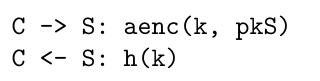 C -> S: aenc(k, pkS)
C <- S: h(k)